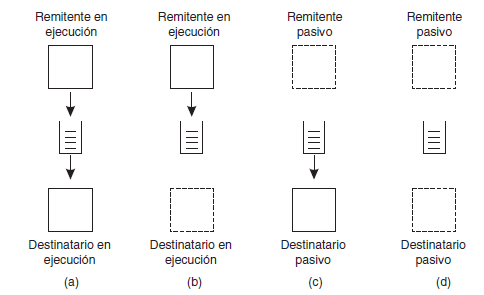 Remitente en
ejecución
Remitente en
ejecución
Remitente
pasivo
Remitente
pasivo
Destinatario en
ejecución
Destinatario en
ejecución
Destinatario
pasivo
Destinatario
pasivo
(a)
(b)
(c)
(d)